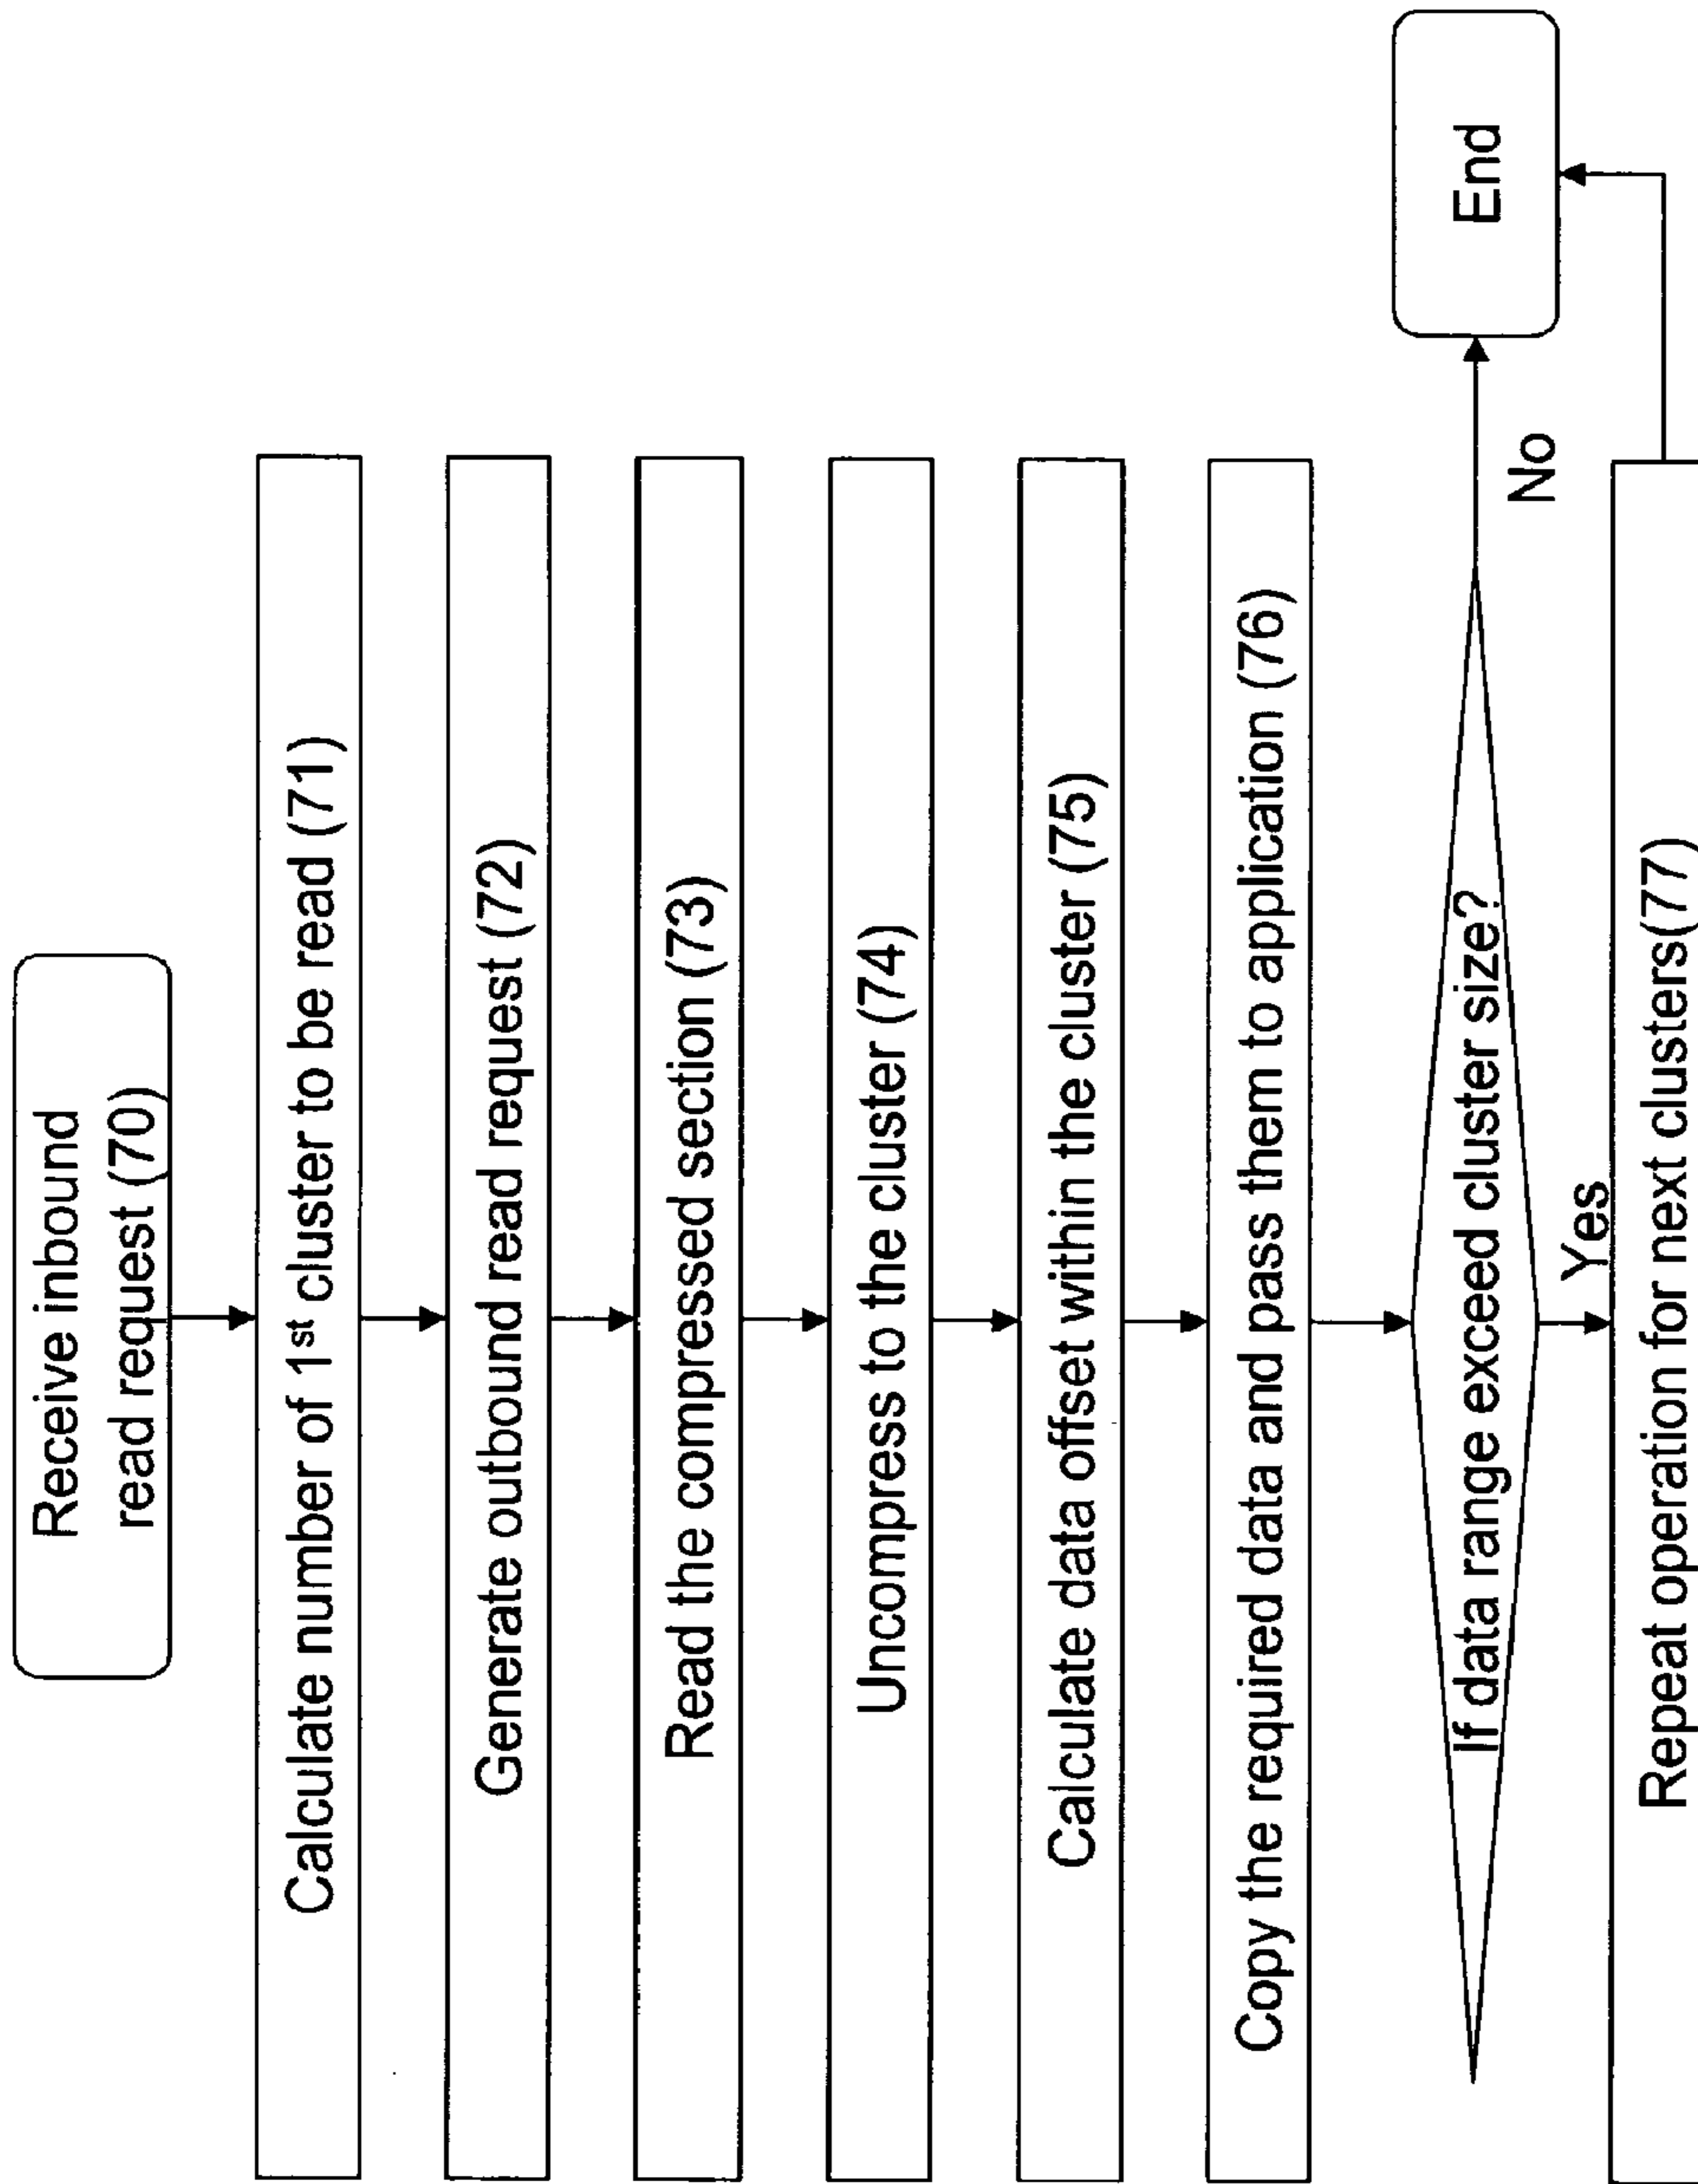 Receive inbound
read request (70)
Calculate number of 1st cluster to be read (71)
Generate outbound read request (72)
Read the compressed section (73)
Uncompress to the cluster (74)
Calculate data offset within the cluster (75)
Copy the required data and pass them to application (76)
If data range exceed cluster size?
No
End
Yes
Repeat operation for next clusters(77)